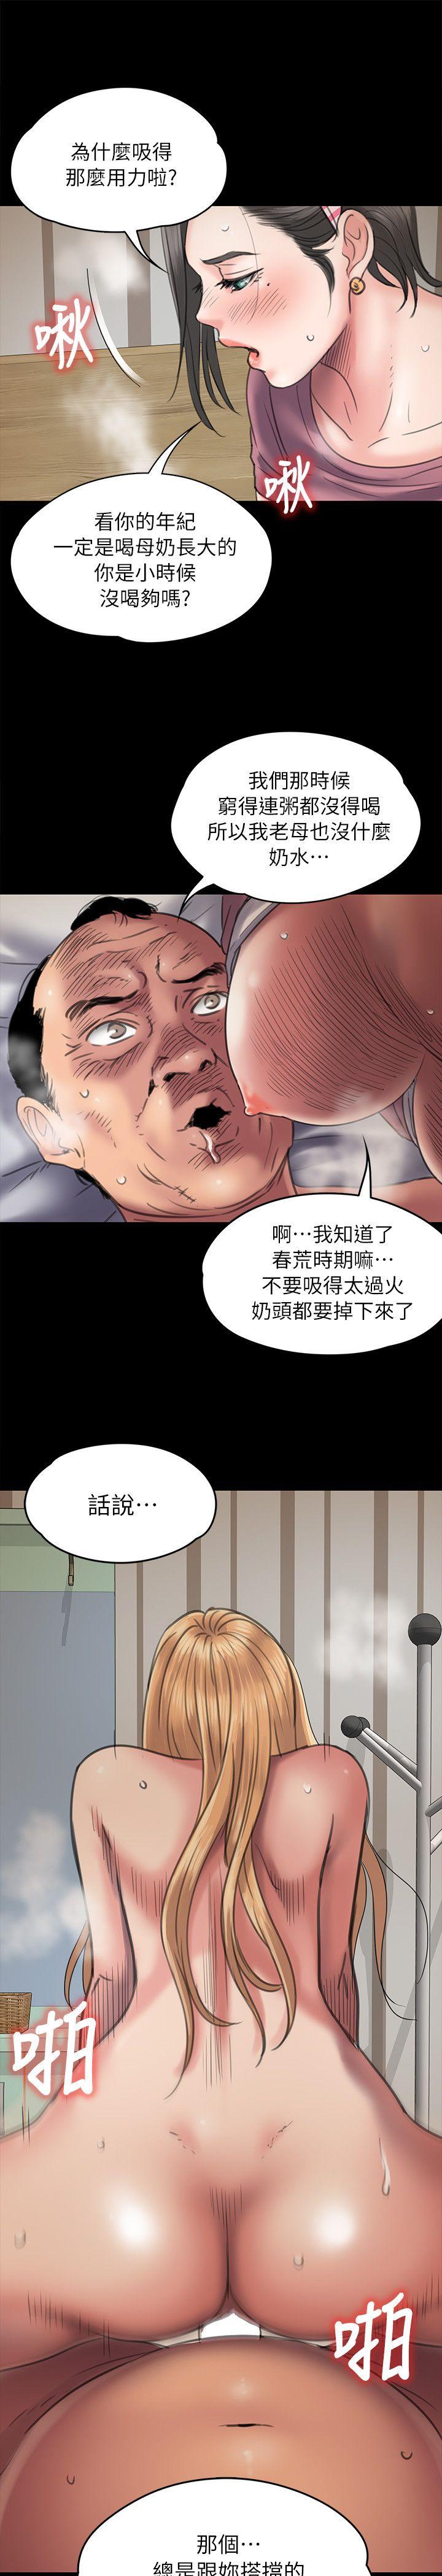 為什麼吸得
那麼用力啦?
啾
啾
看你的年紀
一定是喝母奶長大的
你是小時候
沒喝夠嗎?
我們那時候
窮得連粥都沒得喝
所以我老母也沒什麼
奶水…
啊…我知道了
春荒時期嘛…
不要吸得太過火
奶頭都要掉下來了
話說…
啪
啪
那個…
總是跟妳搭擋的